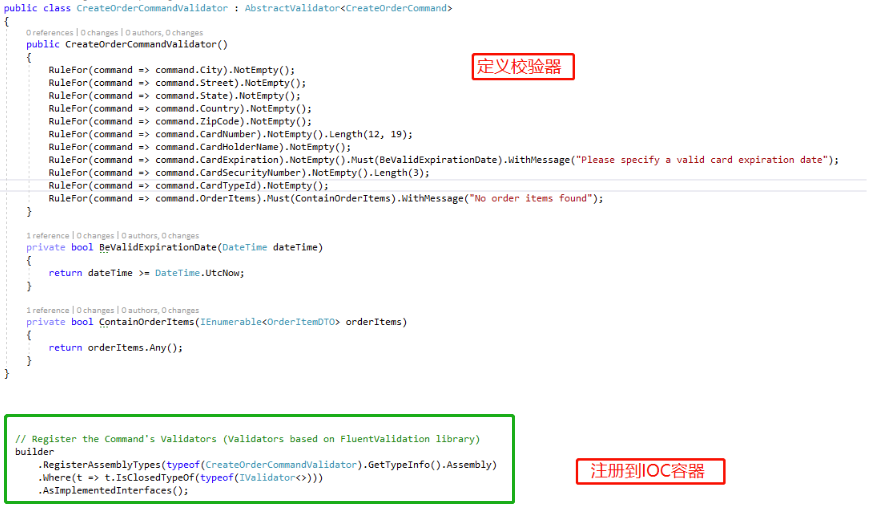 public class CreateOrderCommandValidator : AbstractValidator<CreateOrderCommand>
{
0 references | 0 changes | 0 authors, 0 changes
public CreateOrderCommandValidator()
{
定义校验器
RuleFor(command => command.City).NotEmpty();
RuleFor(command => command.Street).NotEmpty();
RuleFor(command => command.State).NotEmpty();
RuleFor(command => command.Country).NotEmpty();
RuleFor(command => command.ZipCode).NotEmpty();
RuleFor(command => command.CardNumber).NotEmpty().Length(12, 19);
RuleFor(command => command.CardHolderName).NotEmpty();
RuleFor(command => command.CardExpiration).NotEmpty().Must(BeValidExpirationDate).WithMessage("Please specify a valid card expiration date");
RuleFor(command => command.CardSecurityNumber).NotEmpty().Length(3);
RuleFor(command => command.CardTypeId).NotEmpty();
RuleFor(command => command.OrderItems).Must(ContainOrderItems).WithMessage("No order items found");
}
1 reference | 0 changes | 0 authors, 0 changes
private bool BeValidExpirationDate(DateTime dateTime)
{
return dateTime >= DateTime.UtcNow;
}
1 reference | 0 changes | 0 authors, 0 changes
private bool ContainOrderItems(IEnumerable<OrderItemDTO> orderItems)
{
return orderItems.Any();
}
}
// Register the Command's Validators (Validators based on FluentValidation library)
builder
.RegisterAssemblyTypes(typeof(CreateOrderCommandValidator).GetTypeInfo().Assembly)
.Where(t => t.IsClosedTypeOf(typeof(IValidator<>)))
.AsImplementedInterfaces();
注册到IOC容器